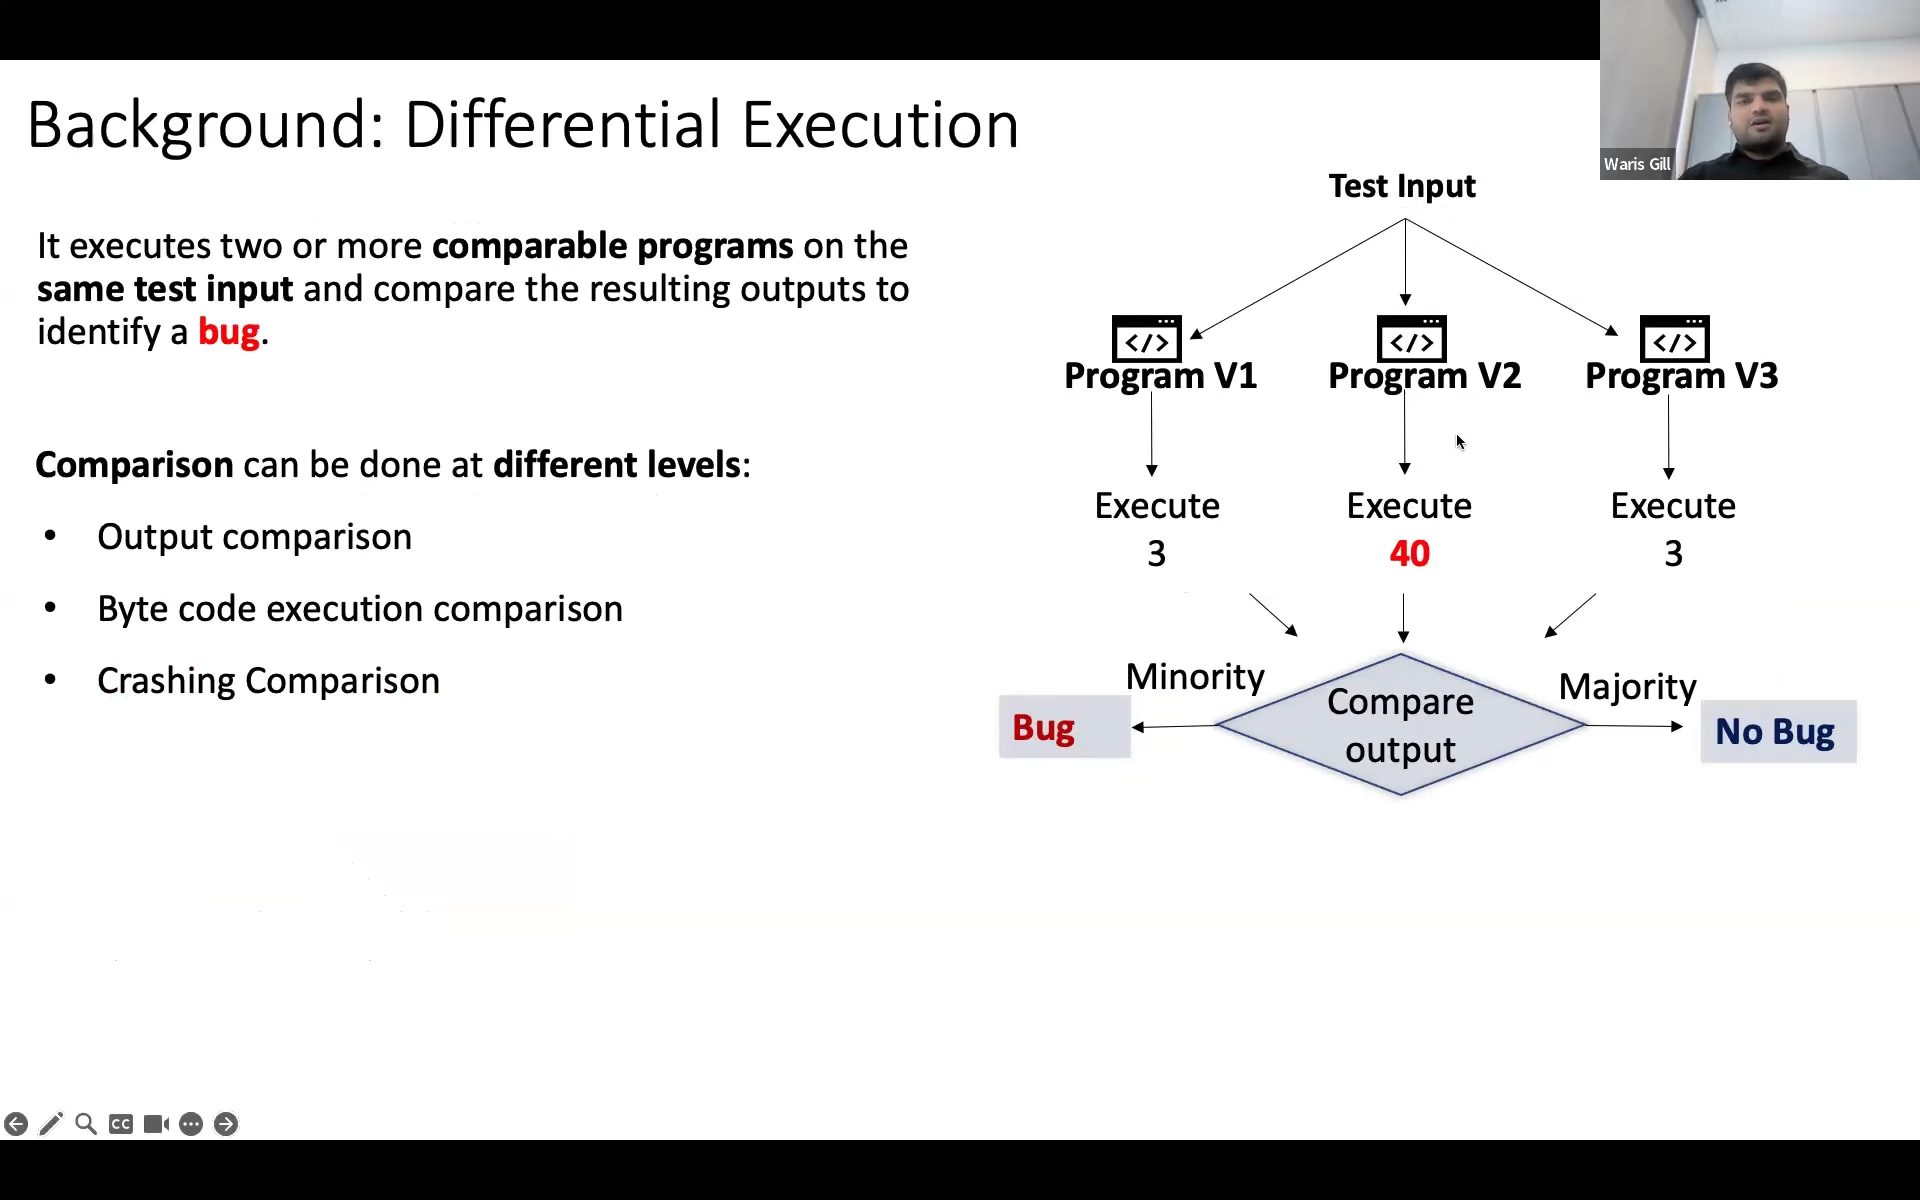 Background: Differential Execution
Waris Gill
It executes two or more comparable programs on the
same test input and compare the resulting outputs to
identify a bug.
Comparison can be done at different levels:
• Output comparison
• Byte code execution comparison
• Crashing Comparison
Test Input
</> </> </>
Program V1 Program V2 Program V3
Execute Execute Execute
3 40 3
Minority Majority
Compare
output
Bug No Bug
CC